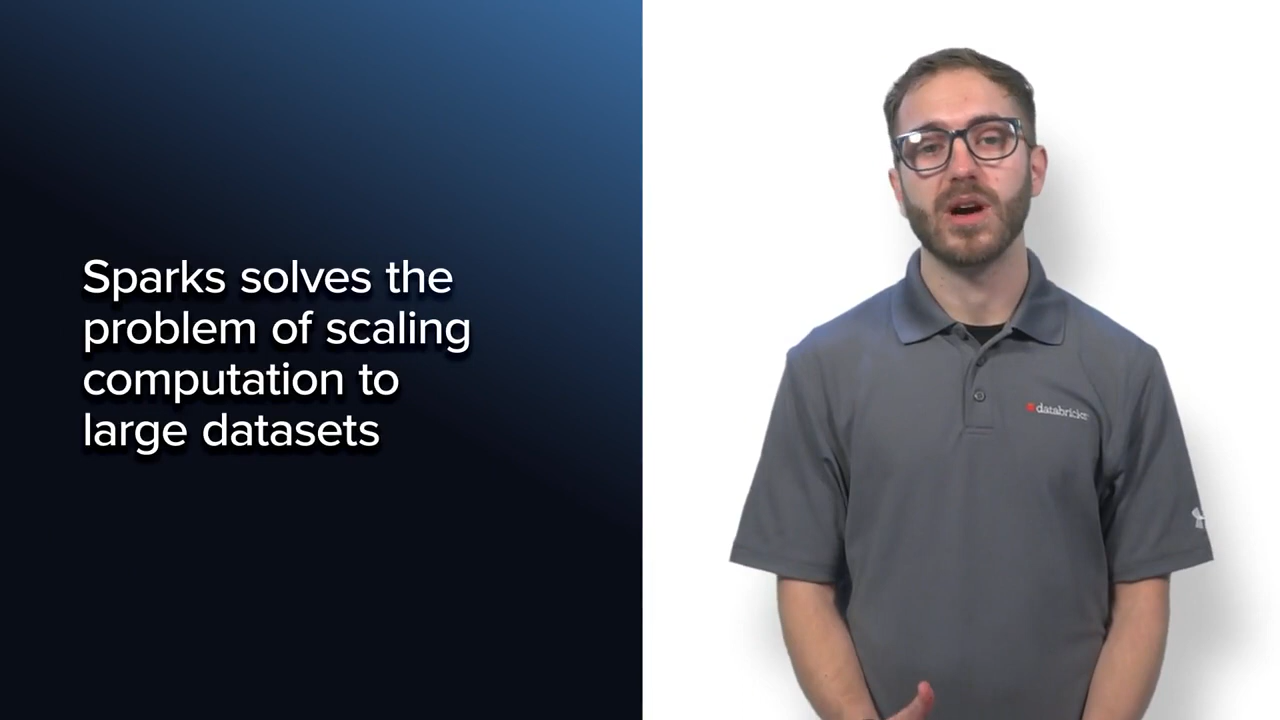 Sparks solves the
problem of scaling
computation to
large datasets
databricks